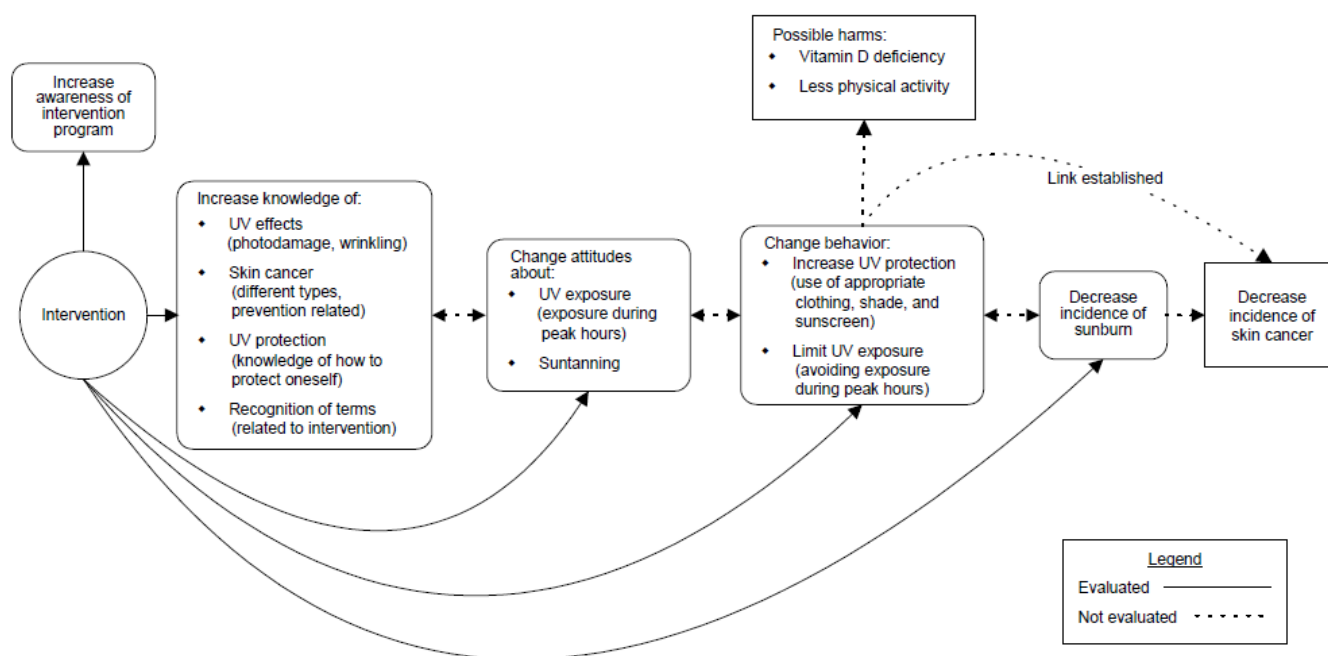 Increase
awareness of
intervention
program
Intervention
Increase knowledge of:
UV effects
(photodamage, wrinkling)
Skin cancer
(different types,
prevention related)
UV protection
(knowledge of how to
protect oneself)
Recognition of terms
(related to intervention)
Change attitudes
about:
UV exposure
(exposure during
peak hours)
Suntanning
Possible harms:
Vitamin D deficiency
Less physical activity
Change behavior:
Increase UV protection
(use of appropriate
clothing, shade, and
sunscreen)
Limit UV exposure
(avoiding exposure
during peak hours)
Link established
Decrease
incidence of
sunburn
Decrease
incidence of
skin cancer
Legend
Evaluated
Not evaluated